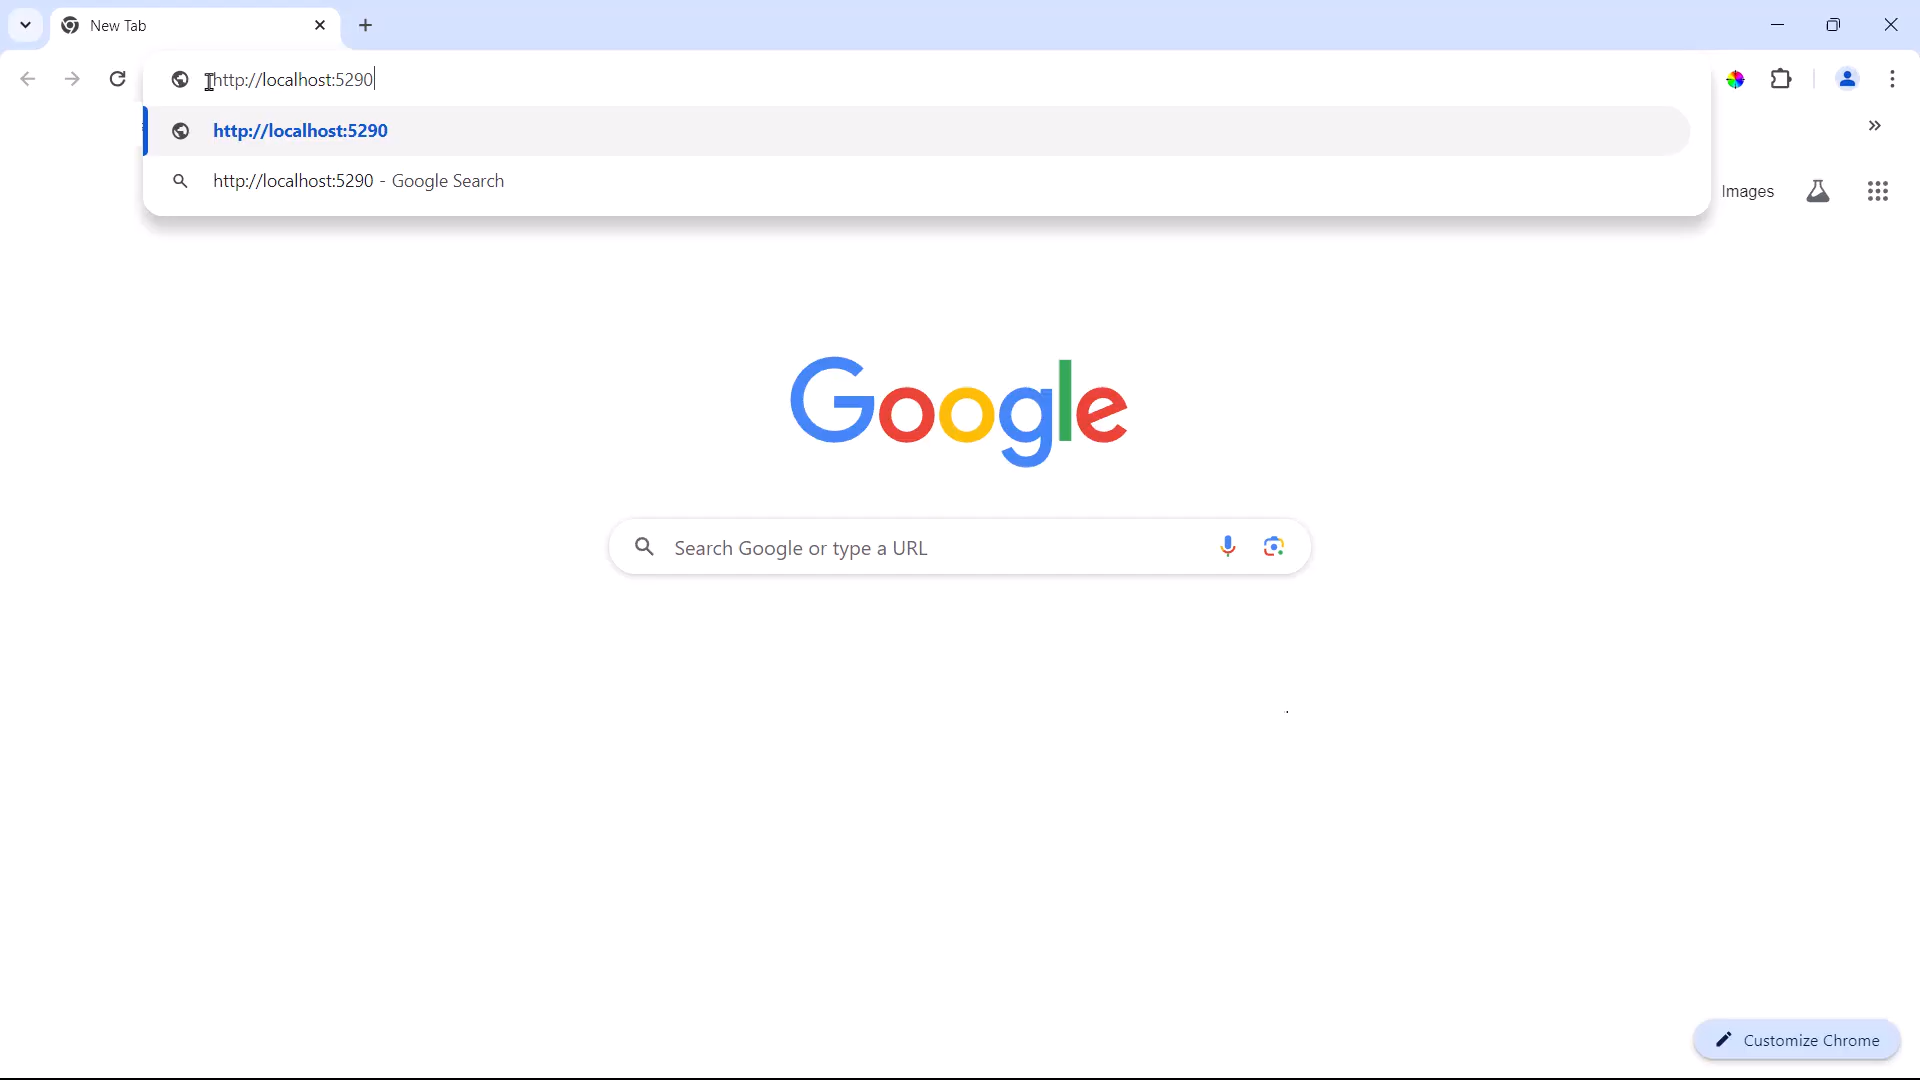 New Tab
http://localhost:5290
http://localhost:5290
http://localhost:5290 - Google Search
Images
Google
Search Google or type a URL
Customize Chrome